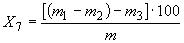 X₇ = [(m₁ − m₂) − m₃] · 100 / m